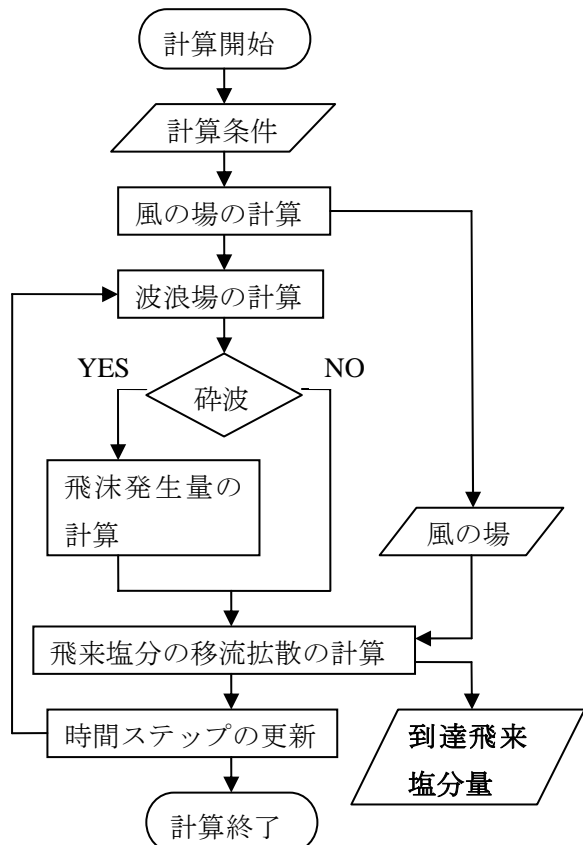 計算開始
計算条件
風の場の計算
波浪場の計算
YES
NO
砕波
飛沫発生量の
計算
風の場
飛来塩分の移流拡散の計算
時間ステップの更新
到達飛来
塩分量
計算終了